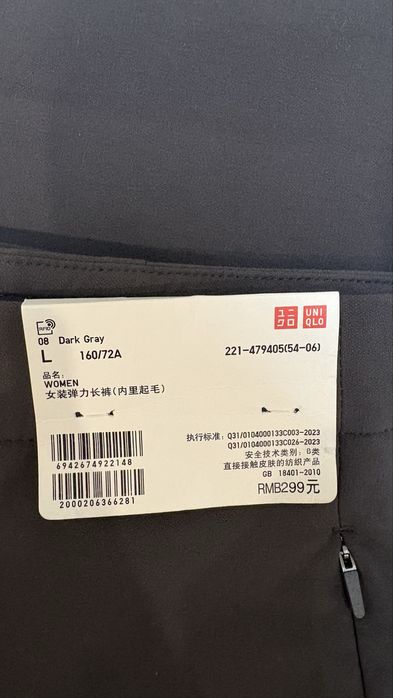 RFID
ユニ
クロ
UNI
QLO
08 Dark Gray
L 160/72A
221-479405(54-06)
品名:
WOMEN
女装弹力长裤(内里起毛)
执行标准: Q31/0104000133C003-2023
Q31/0104000133C026-2023
安全技术类别: B类
直接接触皮肤的纺织产品
GB 18401-2010
6942674922148
2000206366281
RMB299元